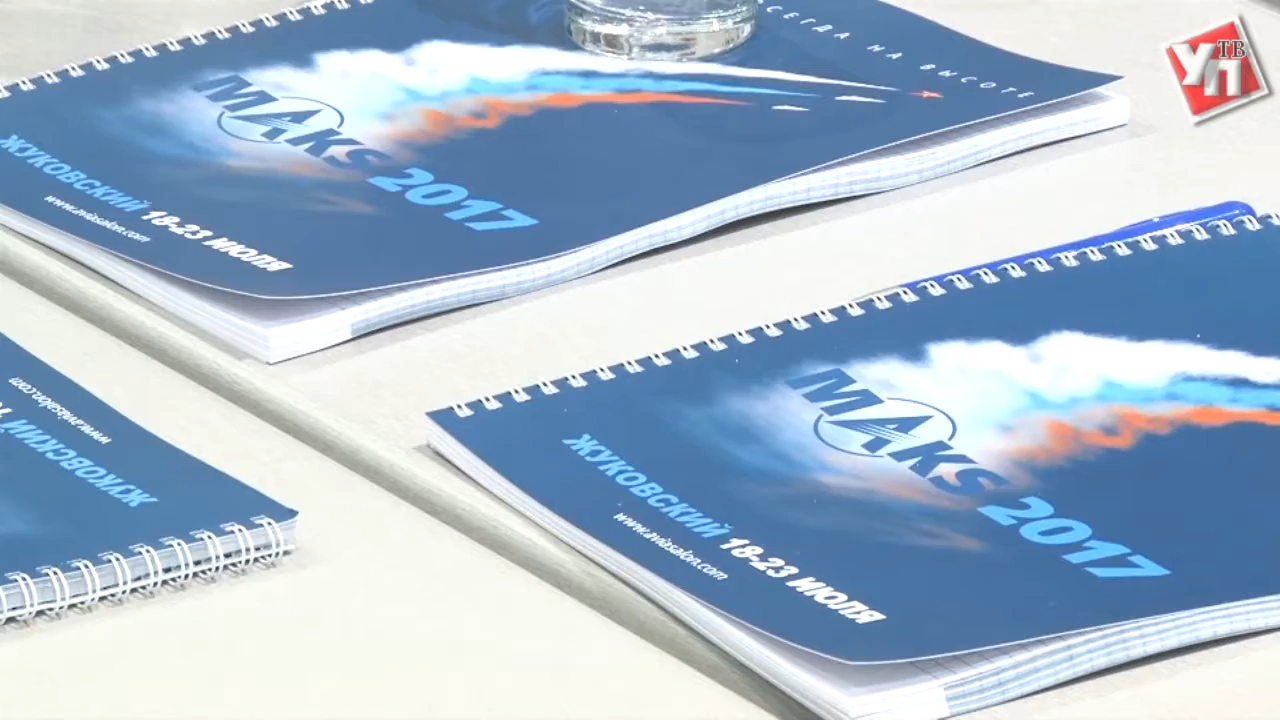 ВСЕГДА НА ВЫСОТЕ
MAKS 2017
ЖУКОВСКИЙ 18-23 ИЮЛЯ
www.aviasalon.com
УП ТВ
MAKS 2017
ЖУКОВСКИЙ 18-23 ИЮЛЯ
www.aviasalon.com
www.aviasalon.com
ЖУКОВСКИЙ